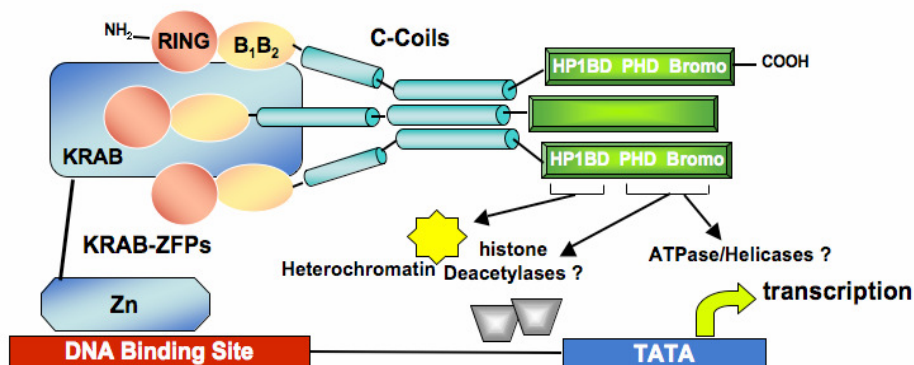 C-Coils
NH2
RING
B1B2
HP1BD PHD Bromo
COOH
KRAB
HP1BD PHD Bromo
KRAB-ZFPs
histone
Heterochromatin
Deacetylases ?
ATPase/Helicases ?
Zn
transcription
DNA Binding Site
TATA